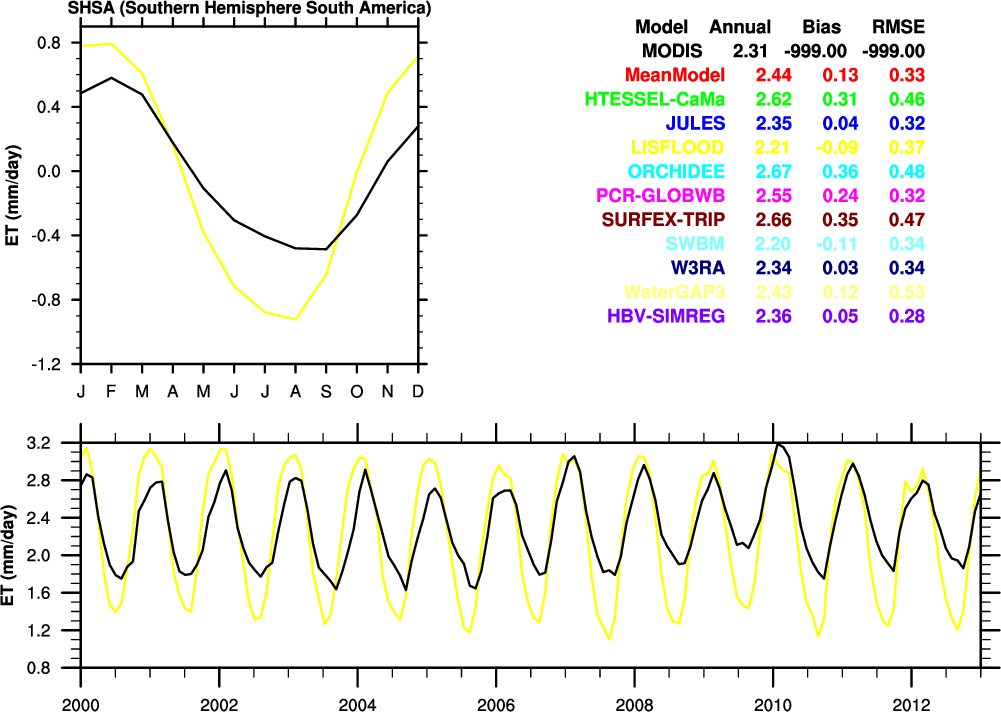 SHSA (Southern Hemisphere South America)
Model Annual Bias RMSE
MODIS 2.31 -999.00 -999.00
MeanModel 2.44 0.13 0.33
HTESSEL-CaMa 2.62 0.31 0.46
JULES 2.35 0.04 0.32
LISFLOOD 2.21 -0.09 0.37
ORCHIDEE 2.67 0.36 0.48
PCR-GLOBWB 2.55 0.24 0.32
SURFEX-TRIP 2.66 0.35 0.47
SWBM 2.20 -0.11 0.34
W3RA 2.34 0.03 0.34
WaterGAP3 2.43 0.12 0.53
HBV-SIMREG 2.36 0.05 0.28
ET (mm/day)
0.8
0.4
0.0
-0.4
-0.8
-1.2
J F M A M J J A S O N D
ET (mm/day)
3.2
2.8
2.4
2.0
1.6
1.2
0.8
2000 2002 2004 2006 2008 2010 2012